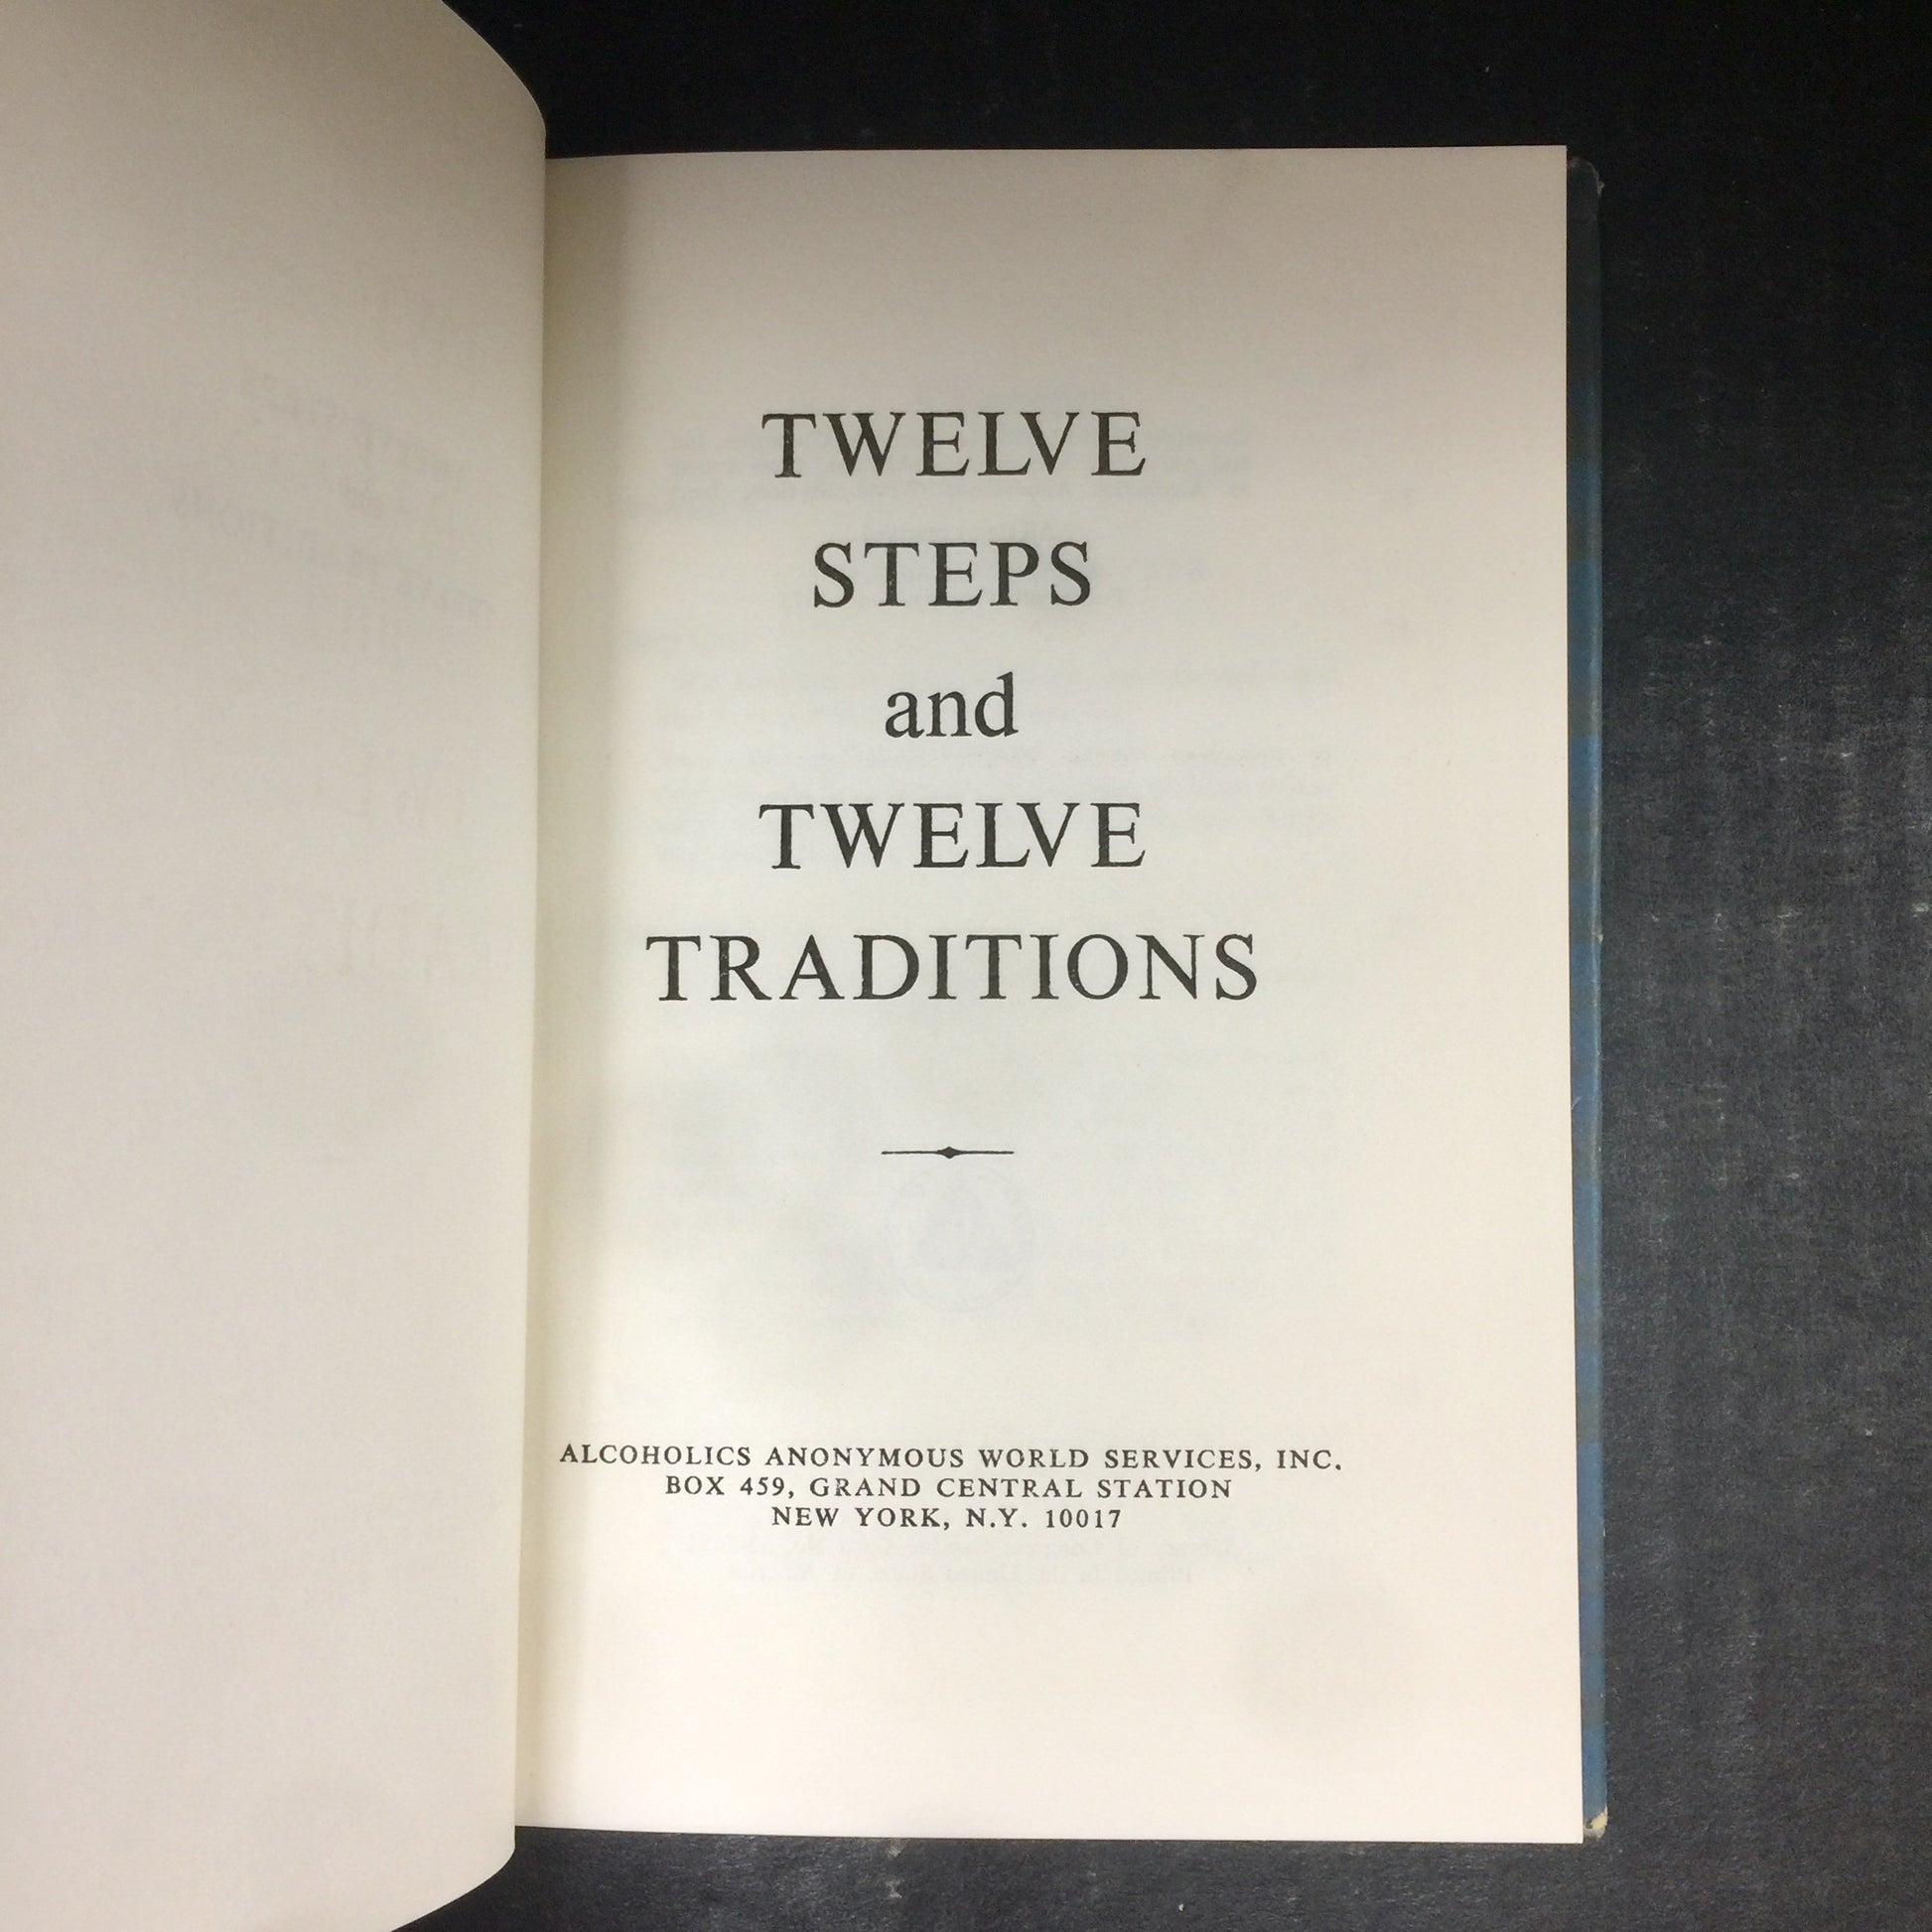 TWELVE
STEPS
and
TWELVE
TRADITIONS
ALCOHOLICS ANONYMOUS WORLD SERVICES, INC.
BOX 459, GRAND CENTRAL STATION
NEW YORK, N.Y. 10017